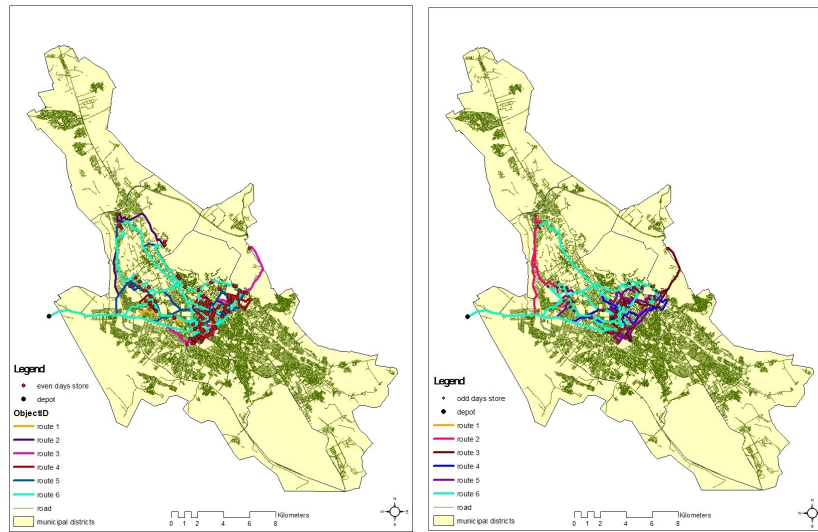 Legend
even days store
depot
ObjectID
route 1
route 2
route 3
route 4
route 5
route 6
road
municipal districts
Kilometers
0 1 2 4 6 8
N
W E
S
Legend
odd days store
depot
route 1
route 2
route 3
route 4
route 5
route 6
road
municipal districts
Kilometers
0 1 2 4 6 8
N
W E
S